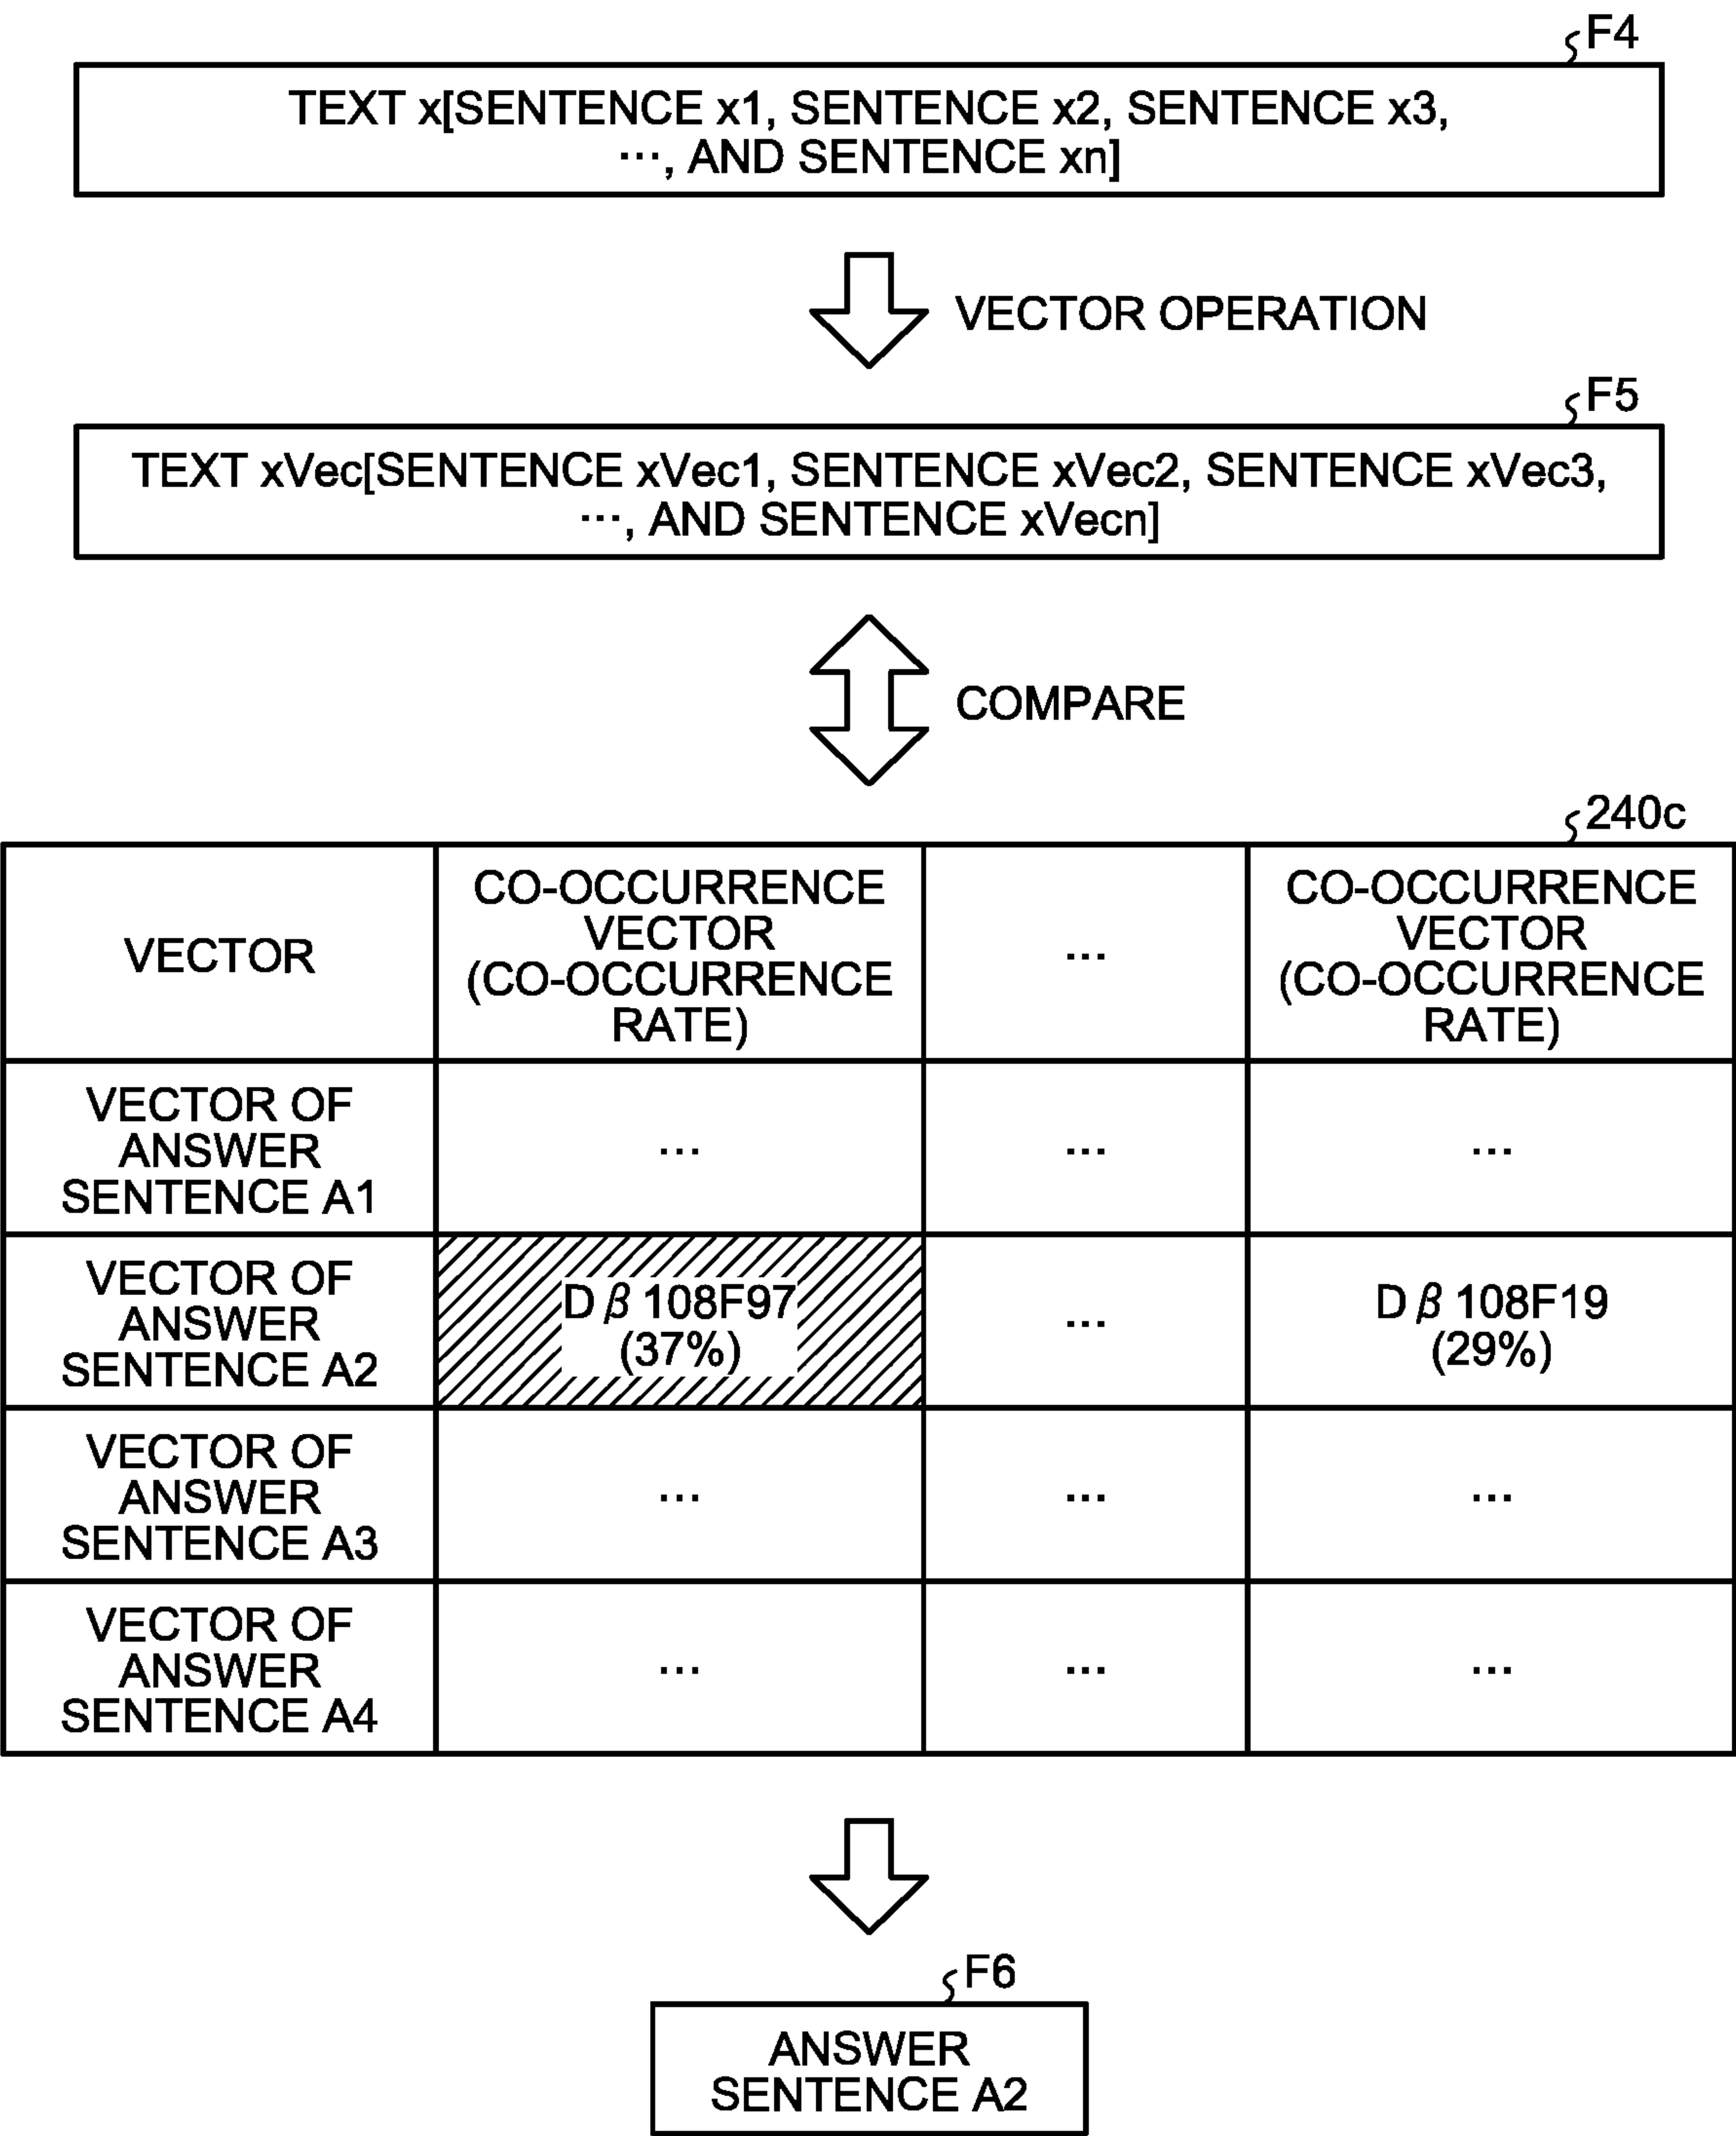 F4
TEXT x[SENTENCE x1, SENTENCE x2, SENTENCE x3,
···, AND SENTENCE xn]
VECTOR OPERATION
F5
TEXT xVec[SENTENCE xVec1, SENTENCE xVec2, SENTENCE xVec3,
···, AND SENTENCE xVecn]
COMPARE
240c
VECTOR
CO-OCCURRENCE
VECTOR
(CO-OCCURRENCE
RATE)
···
CO-OCCURRENCE
VECTOR
(CO-OCCURRENCE
RATE)
VECTOR OF
ANSWER
SENTENCE A1
···
···
···
VECTOR OF
ANSWER
SENTENCE A2
Dβ108F97
(37%)
···
Dβ108F19
(29%)
VECTOR OF
ANSWER
SENTENCE A3
···
···
···
VECTOR OF
ANSWER
SENTENCE A4
···
···
···
F6
ANSWER
SENTENCE A2